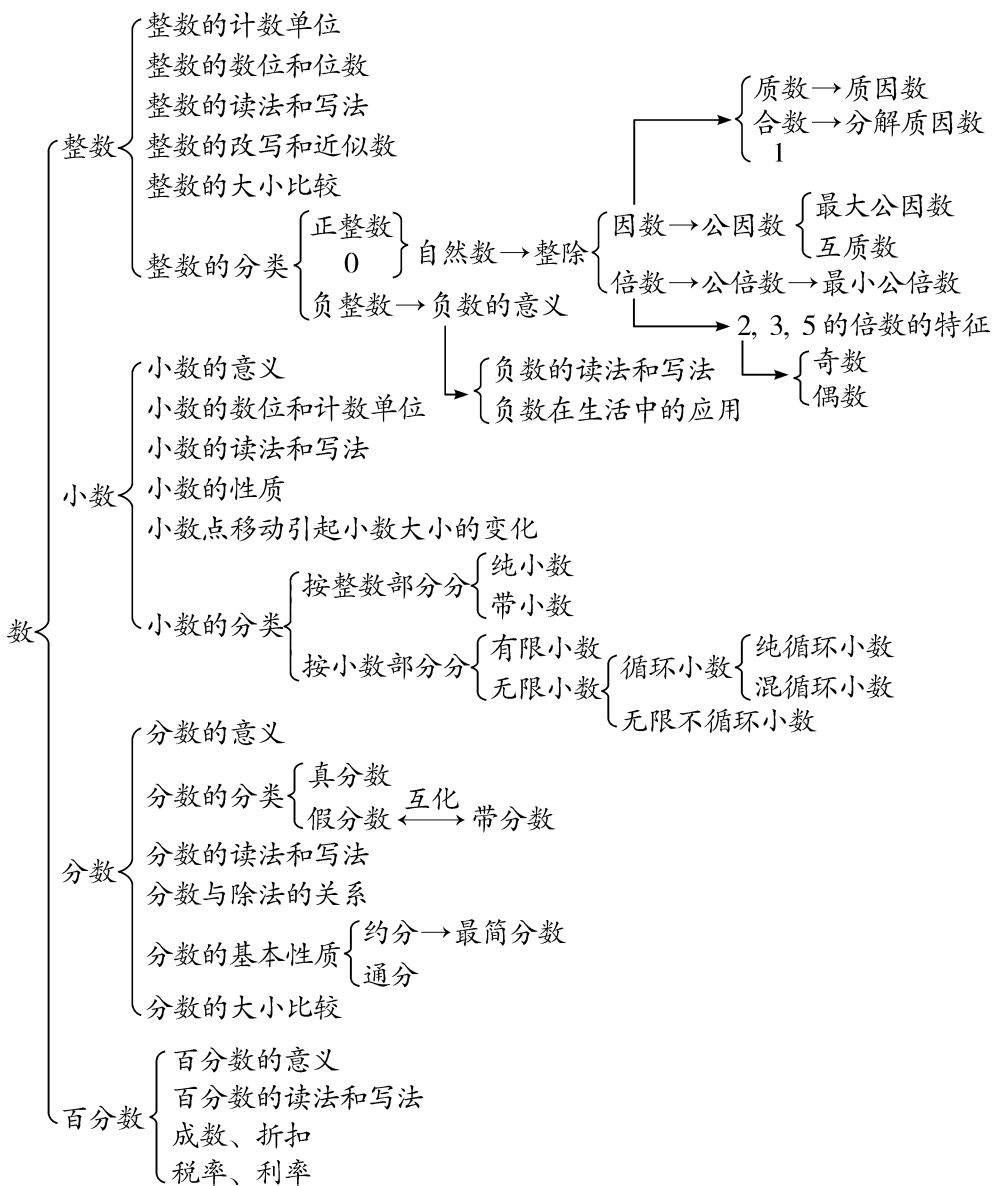 数
整数
整数的计数单位
整数的数位和位数
整数的读法和写法
整数的改写和近似数
整数的大小比较
整数的分类
正整数
0
自然数→整除
因数→公因数
最大公因数
互质数
质数→质因数
合数→分解质因数
1
倍数→公倍数→最小公倍数
2, 3, 5的倍数的特征
奇数
偶数
负整数→负数的意义
负数的读法和写法
负数在生活中的应用
小数
小数的意义
小数的数位和计数单位
小数的读法和写法
小数的性质
小数点移动引起小数大小的变化
小数的分类
按整数部分分
纯小数
带小数
按小数部分分
有限小数
无限小数
循环小数
纯循环小数
混循环小数
无限不循环小数
分数
分数的意义
分数的分类
真分数
假分数
互化
带分数
分数的读法和写法
分数与除法的关系
分数的基本性质
约分→最简分数
通分
分数的大小比较
百分数
百分数的意义
百分数的读法和写法
成数、折扣
税率、利率